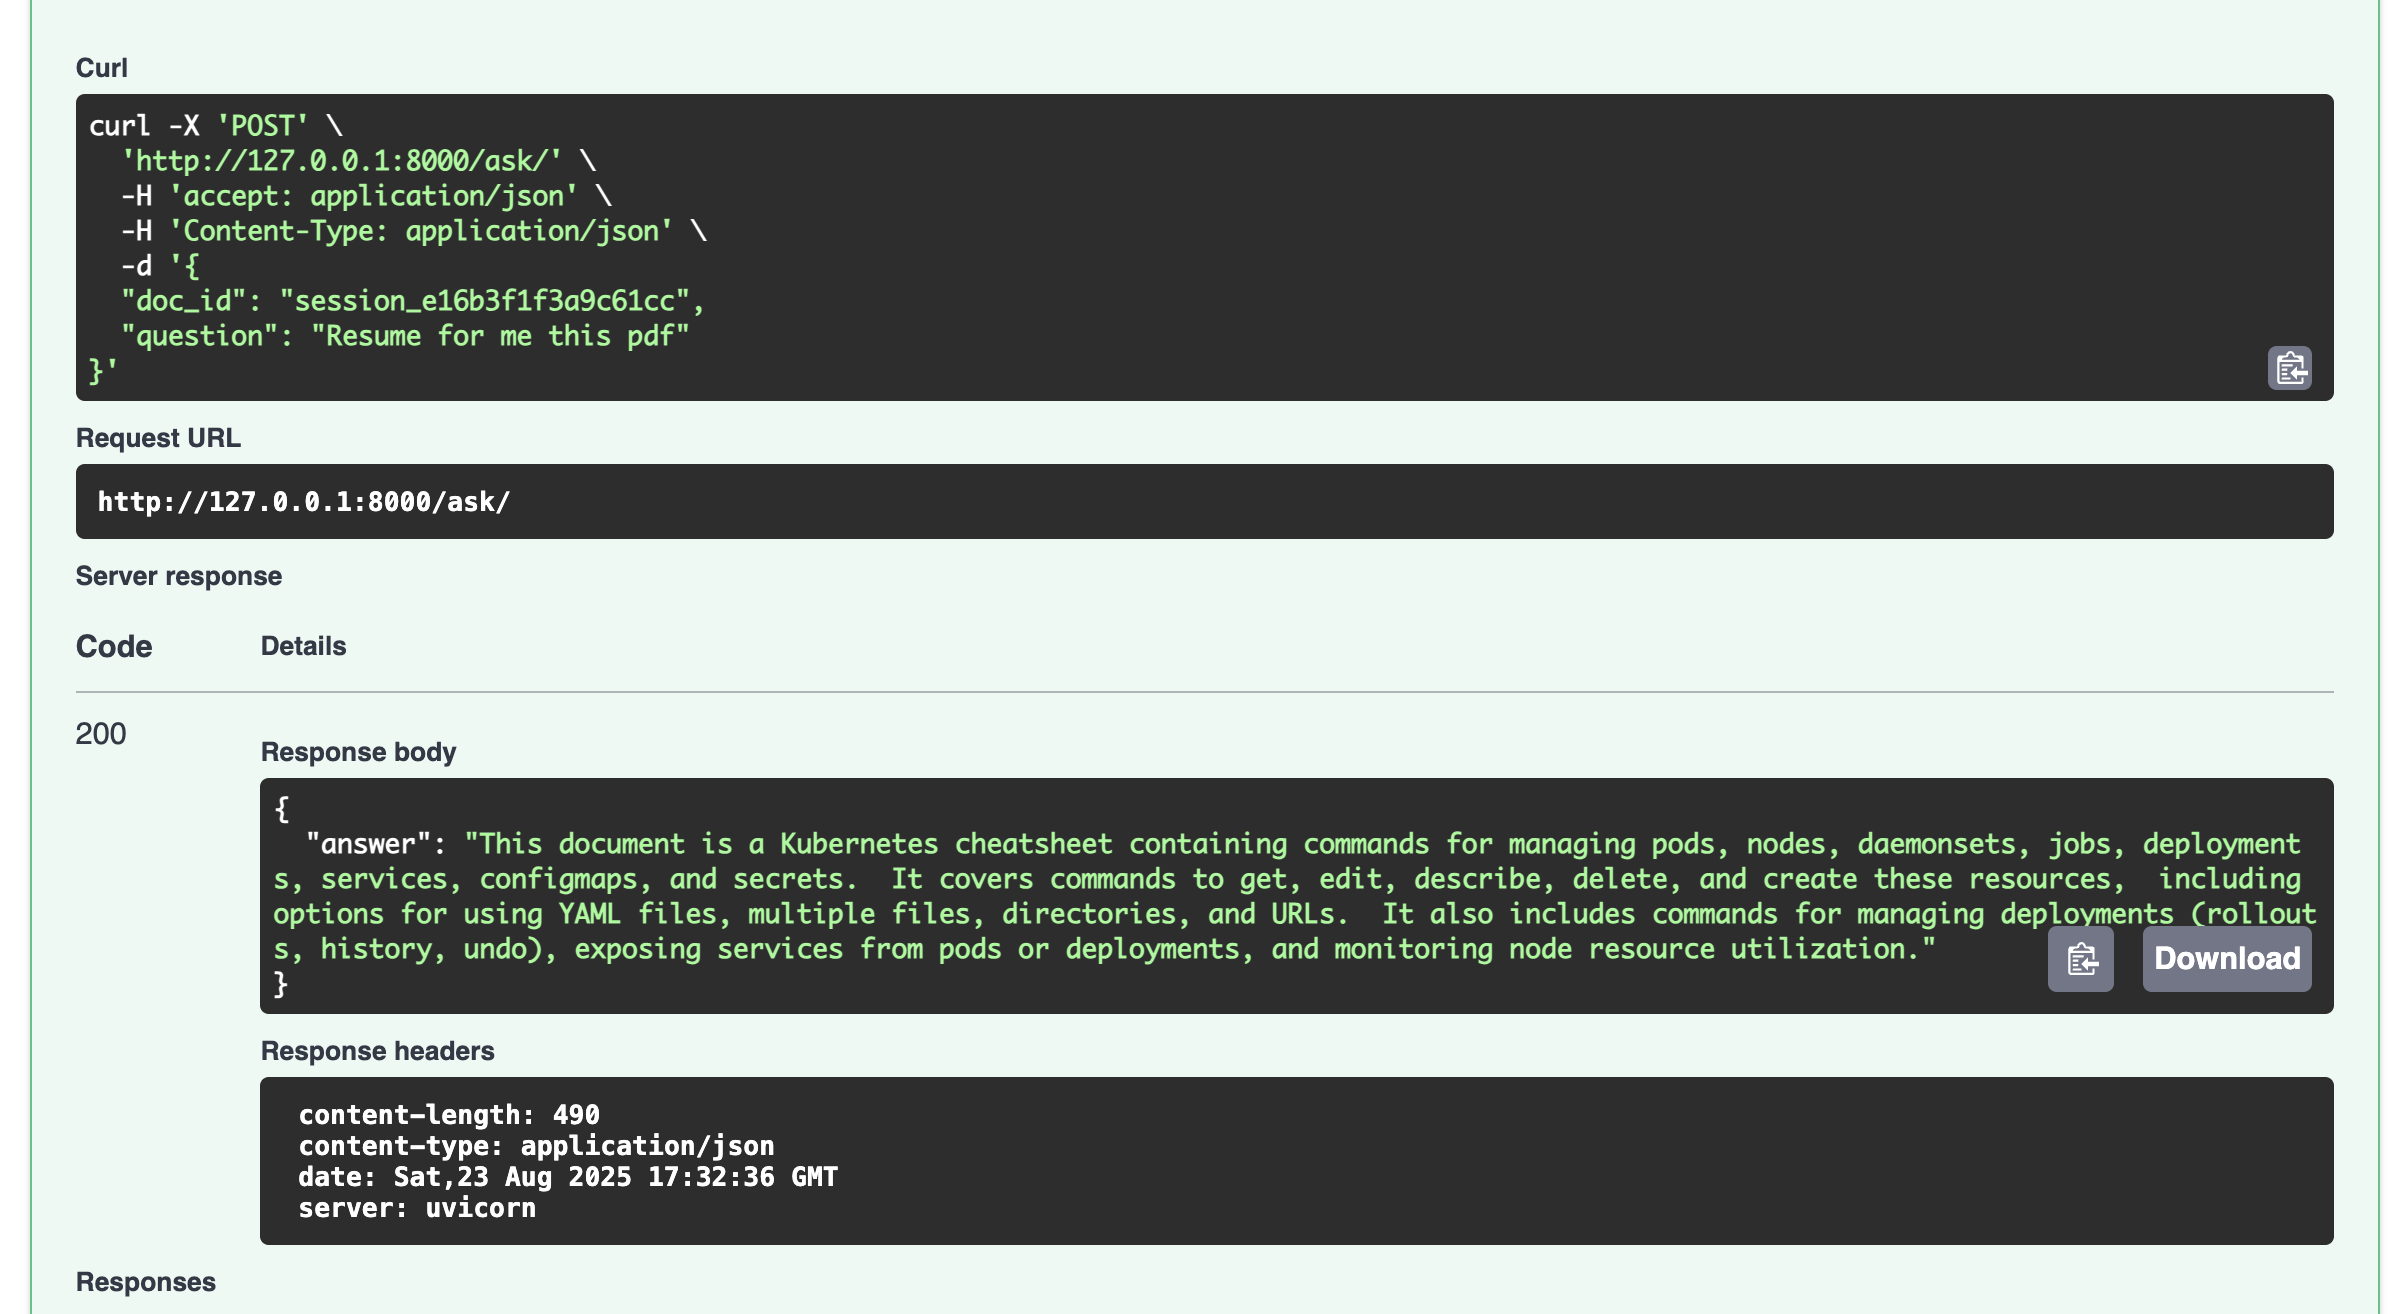 Curl
curl -X 'POST' \
  'http://127.0.0.1:8000/ask/' \
  -H 'accept: application/json' \
  -H 'Content-Type: application/json' \
  -d '{
  "doc_id": "session_e16b3f1f3a9c61cc",
  "question": "Resume for me this pdf"
}'
Request URL
http://127.0.0.1:8000/ask/
Server response
Code Details
200
Response body
{
  "answer": "This document is a Kubernetes cheatsheet containing commands for managing pods, nodes, daemonsets, jobs, deployment
s, services, configmaps, and secrets.  It covers commands to get, edit, describe, delete, and create these resources,  including
options for using YAML files, multiple files, directories, and URLs.  It also includes commands for managing deployments (rollout
s, history, undo), exposing services from pods or deployments, and monitoring node resource utilization."
}
Download
Response headers
content-length: 490
content-type: application/json
date: Sat,23 Aug 2025 17:32:36 GMT
server: uvicorn
Responses